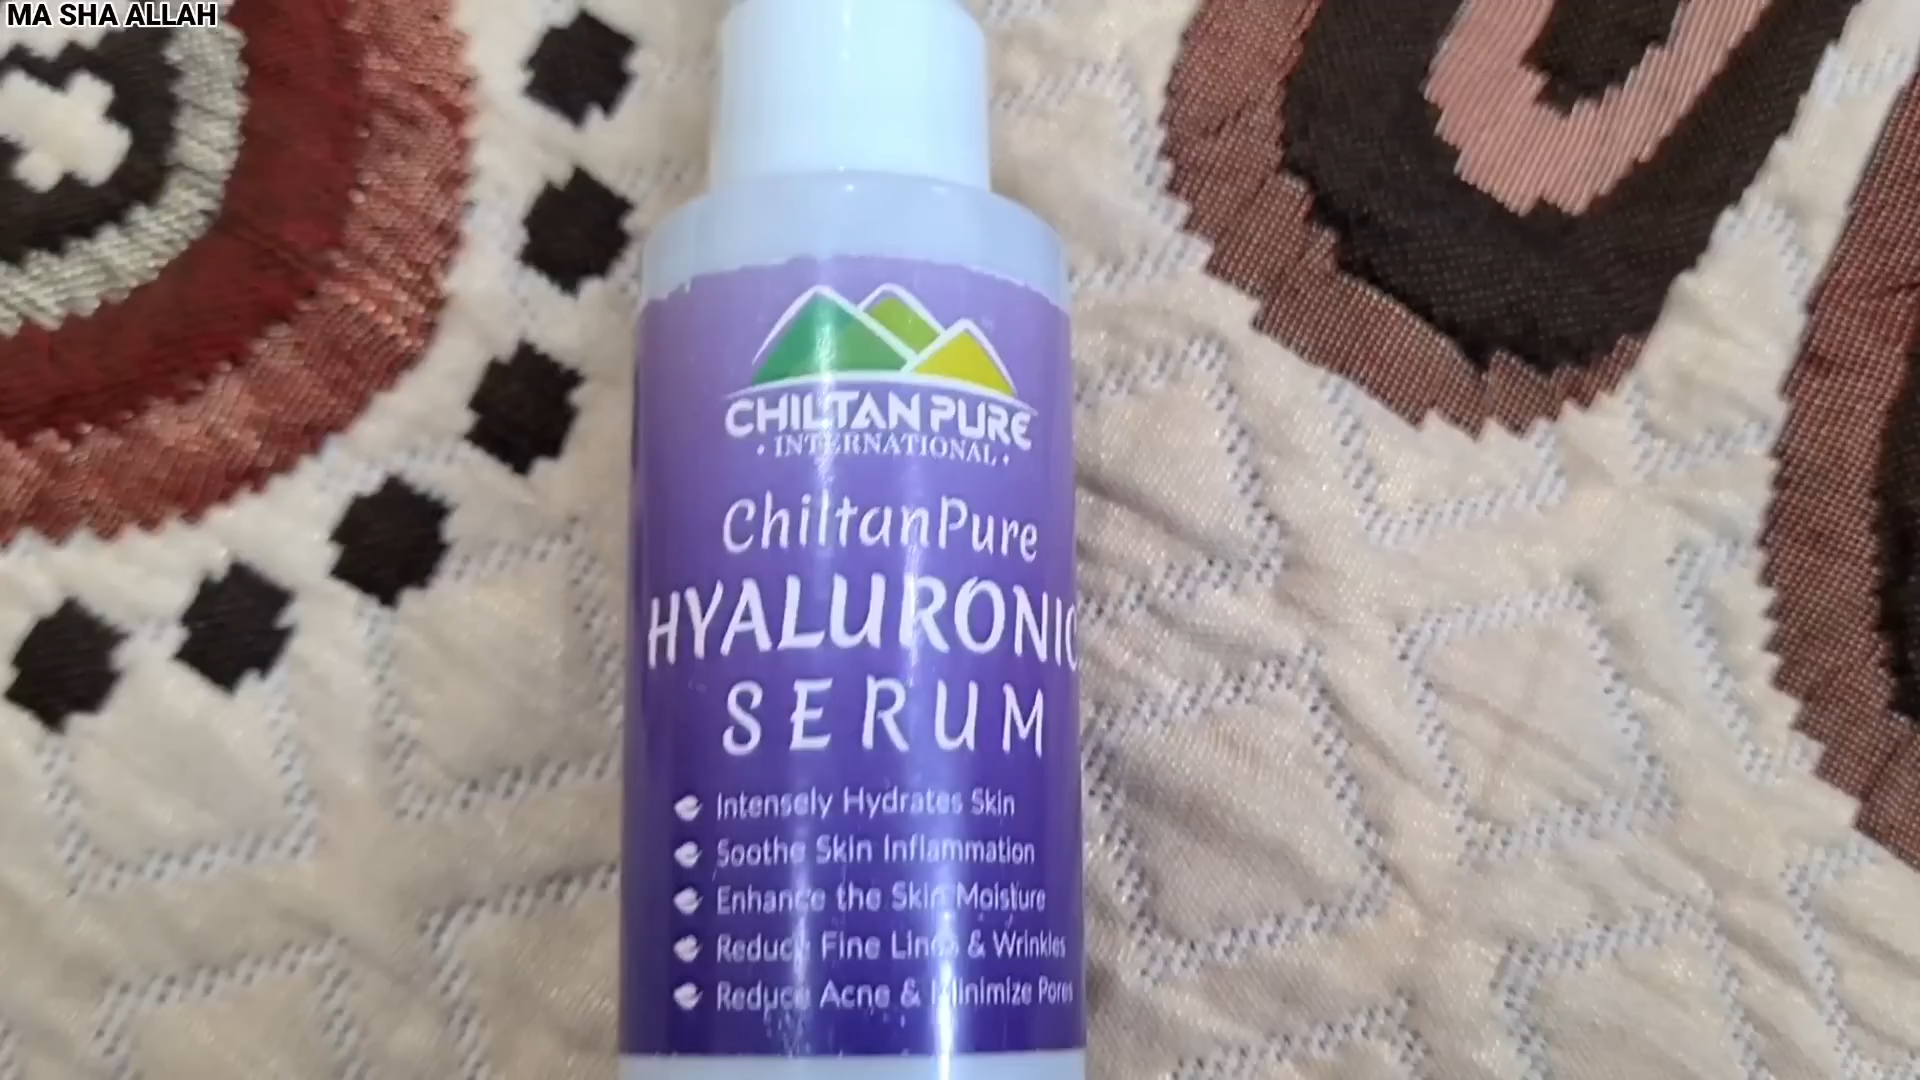 MA SHA ALLAH
CHILTAN PURE
• INTERNATIONAL •
ChiltanPure
HYALURONIC
SERUM
Intensely Hydrates Skin
Soothe Skin Inflammation
Enhance the Skin Moisture
Reduce Fine Lines & Wrinkles
Reduce Acne & Minimize Pores